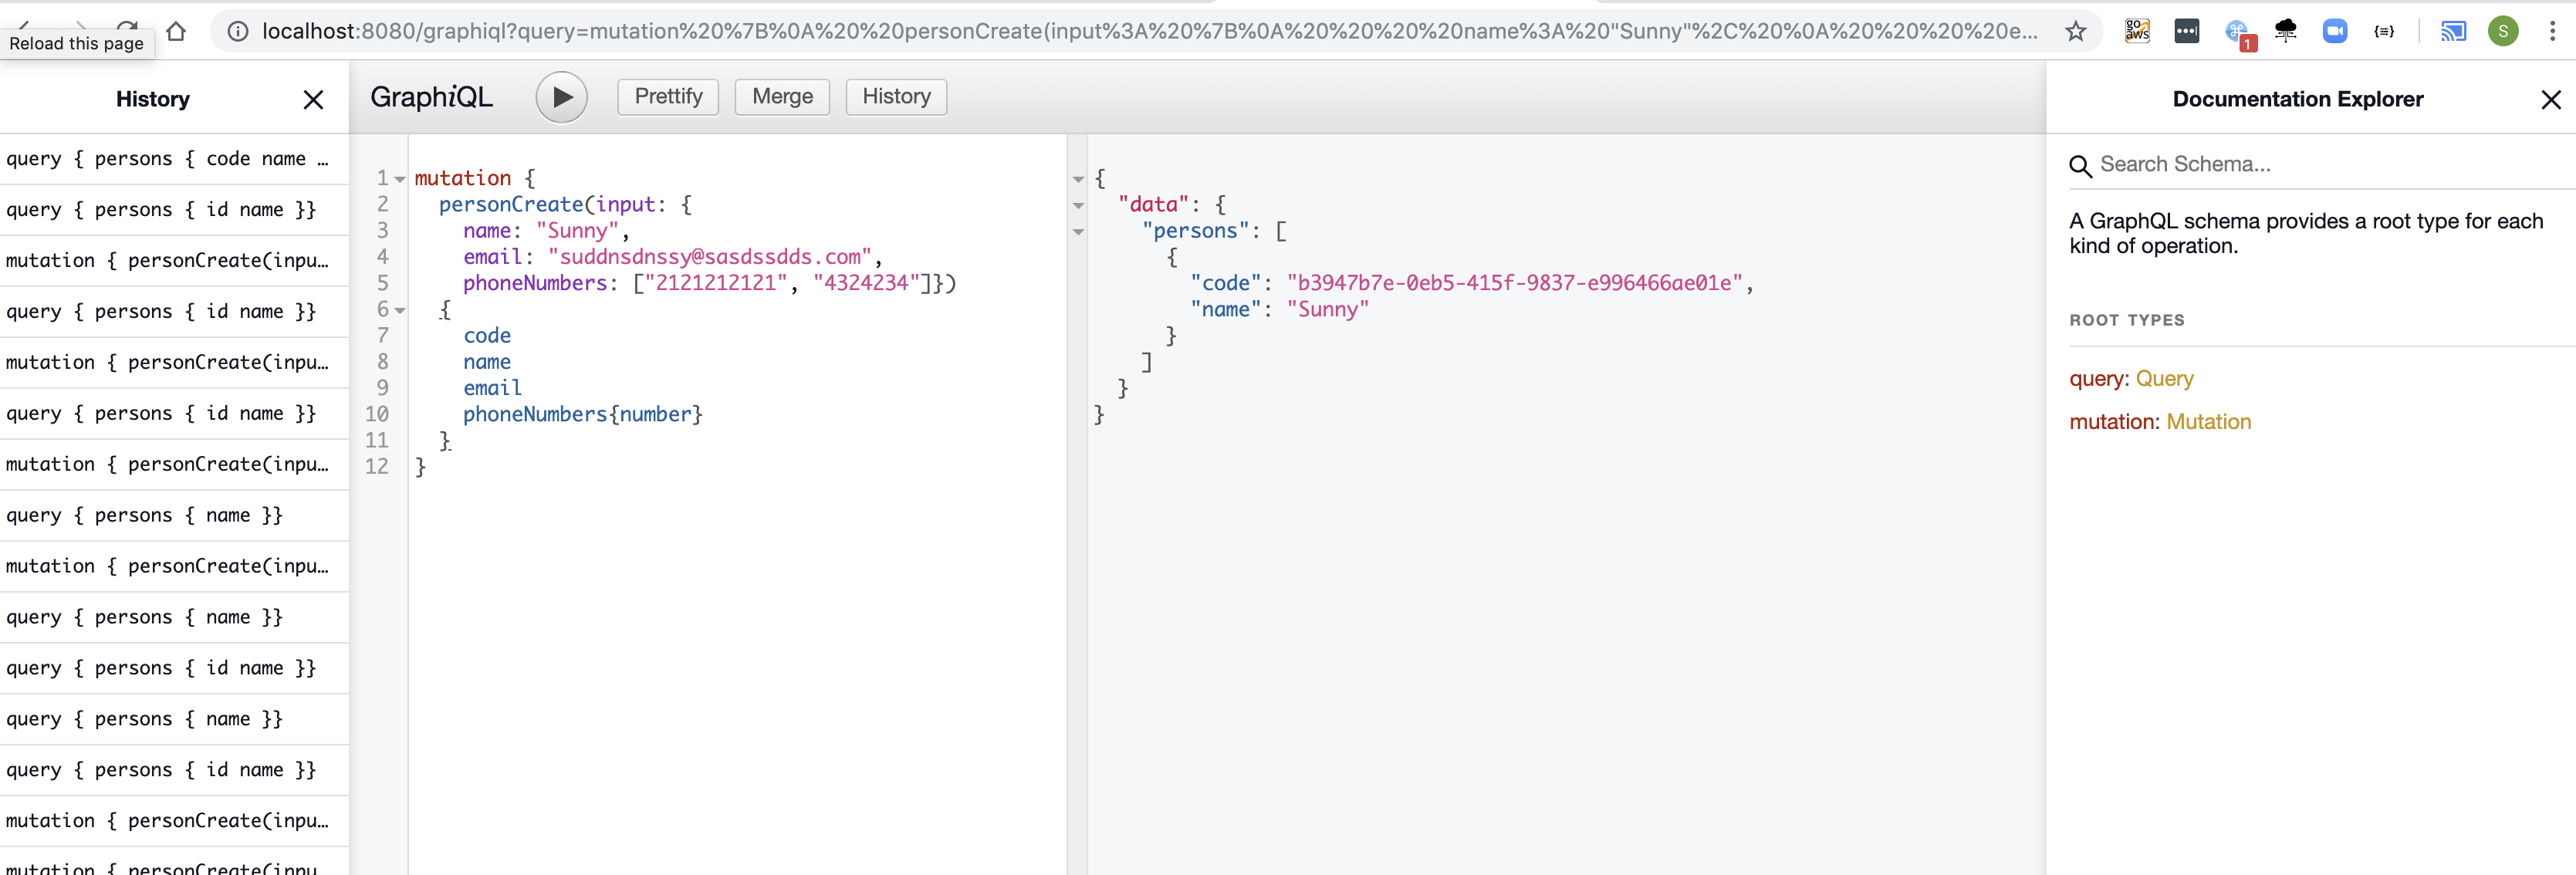 Reload this page
localhost:8080/graphiql?query=mutation%20%7B%0A%20%20personCreate(input%3A%20%7B%0A%20%20%20%20name%3A%20"Sunny"%2C%20%0A%20%20%20%20e...
go
aws
1
S
History
query { persons { code name …
query { persons { id name }}
mutation { personCreate(inpu…
query { persons { id name }}
mutation { personCreate(inpu…
query { persons { id name }}
mutation { personCreate(inpu…
query { persons { name }}
mutation { personCreate(inpu…
query { persons { name }}
query { persons { id name }}
query { persons { name }}
query { persons { id name }}
mutation { personCreate(inpu…
mutation { personCreate(inpu
GraphiQL
Prettify
Merge
History
1 mutation {
2 personCreate(input: {
3 name: "Sunny",
4 email: "suddnsdnssy@sasdssdds.com",
5 phoneNumbers: ["2121212121", "4324234"]})
6 {
7 code
8 name
9 email
10 phoneNumbers{number}
11 }
12 }
{
"data": {
"persons": [
{
"code": "b3947b7e-0eb5-415f-9837-e996466ae01e",
"name": "Sunny"
}
]
}
}
Documentation Explorer
Search Schema...
A GraphQL schema provides a root type for each
kind of operation.
ROOT TYPES
query: Query
mutation: Mutation